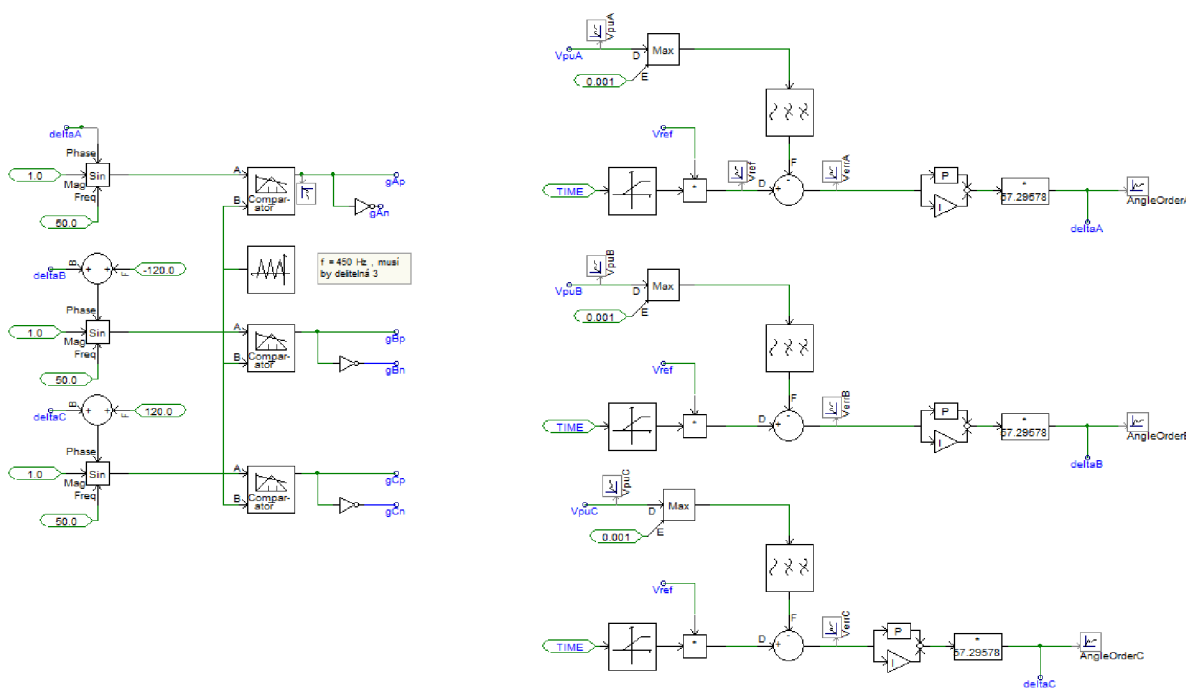 deltaA
Phase
1.0
Mag
Sin
Freq
50.0
A
Compar-
ator
B
gAp
gAn
deltaB
B
+
+
F
-120.0
f = 450 Hz , musí
by delitelná 3
Phase
1.0
Mag
Sin
Freq
50.0
A
B
Compar-
ator
gBp
gBn
deltaC
B
+
+
F
120.0
Phase
1.0
Mag
Sin
Freq
50.0
A
B
Compar-
ator
gCp
gCn
VpuA
VpuA
D
Max
E
0.001
Vref
TIME
*
Vref
D
+
F
-
VerrA
P
I
*
57.29578
AngleOrderA
deltaA
VpuB
VpuB
D
Max
E
0.001
Vref
TIME
*
D
+
F
-
VerrB
P
I
*
57.29578
AngleOrderB
deltaB
VpuC
VpuC
D
Max
E
0.001
Vref
TIME
*
D
+
F
-
VerrC
P
I
*
57.29578
AngleOrderC
deltaC